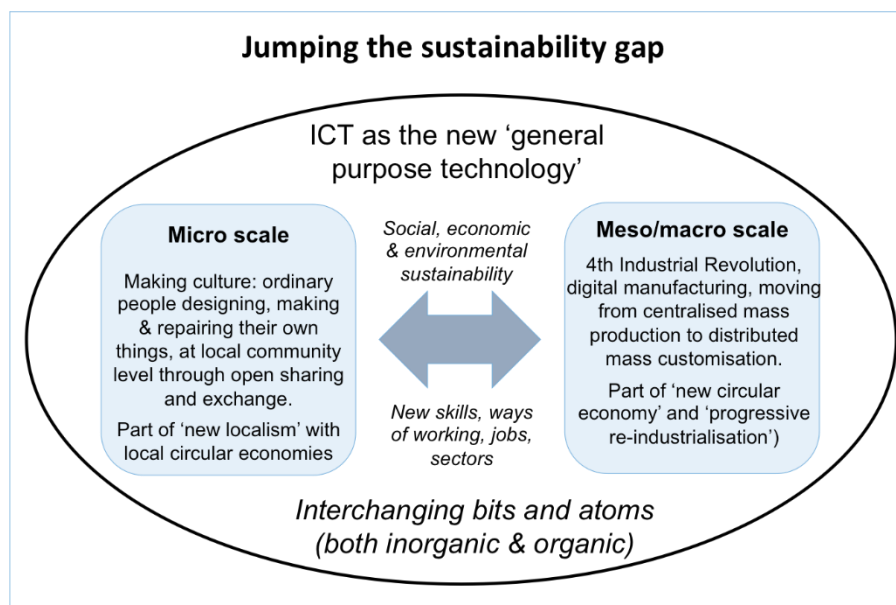 Jumping the sustainability gap
ICT as the new ‘general
purpose technology’
Micro scale
Making culture: ordinary
people designing, making
& repairing their own
things, at local community
level through open sharing
and exchange.
Part of ‘new localism’ with
local circular economies
Social, economic
& environmental
sustainability
New skills, ways
of working, jobs,
sectors
Meso/macro scale
4th Industrial Revolution,
digital manufacturing, moving
from centralised mass
production to distributed
mass customisation.
Part of ‘new circular
economy’ and ‘progressive
re-industrialisation’)
Interchanging bits and atoms
(both inorganic & organic)